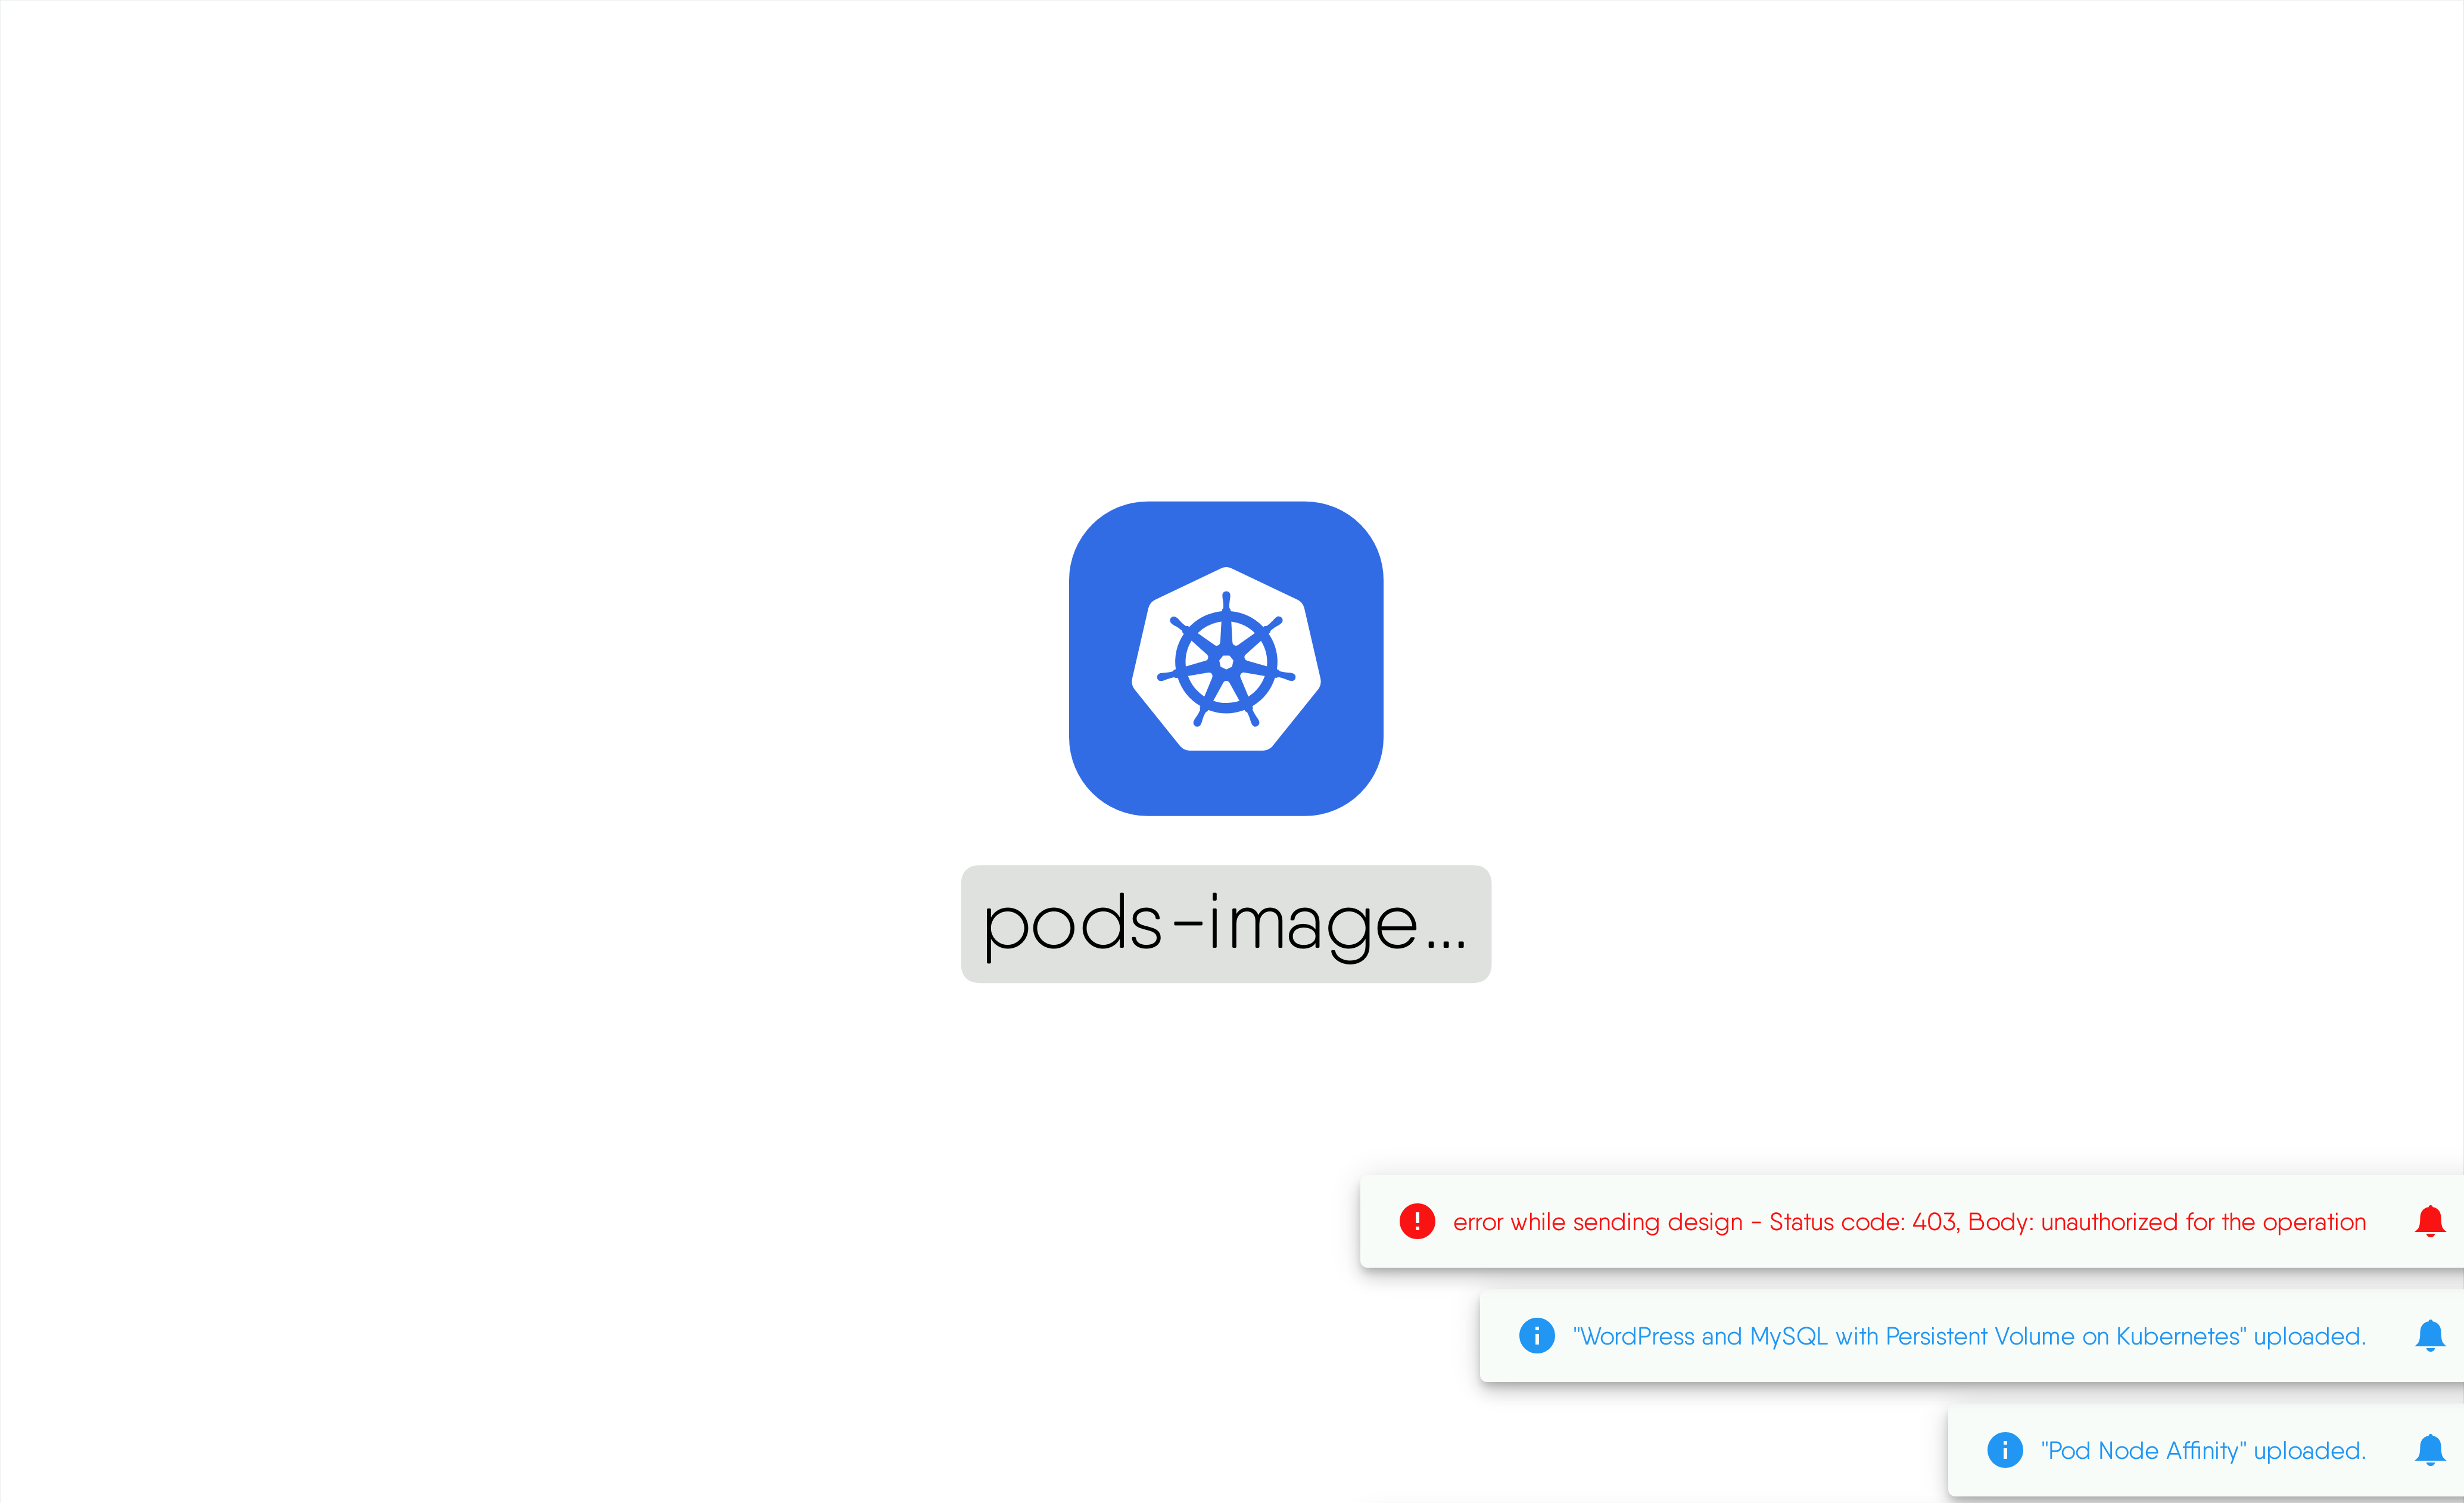 pods-image...
error while sending design - Status code: 403, Body: unauthorized for the operation
"WordPress and MySQL with Persistent Volume on Kubernetes" uploaded.
"Pod Node Affinity" uploaded.